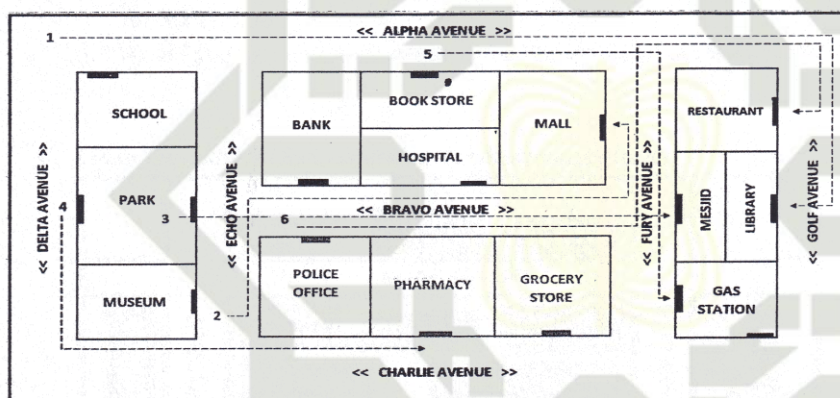 << ALPHA AVENUE >>
1
5
SCHOOL
BANK
BOOK STORE
HOSPITAL
MALL
RESTAURANT
<< DELTA AVENUE >>
4
PARK
3
<< ECHO AVENUE >>
6
<< BRAVO AVENUE >>
<< FURY AVENUE >>
MESJID
LIBRARY
<< GOLF AVENUE >>
MUSEUM
2
POLICE
OFFICE
PHARMACY
GROCERY
STORE
GAS
STATION
<< CHARLIE AVENUE >>